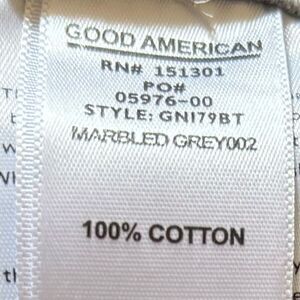 GOOD AMERICAN
RN# 151301
PO#
05976-00
STYLE: GNI79BT
MARBLED GREY002
100% COTTON